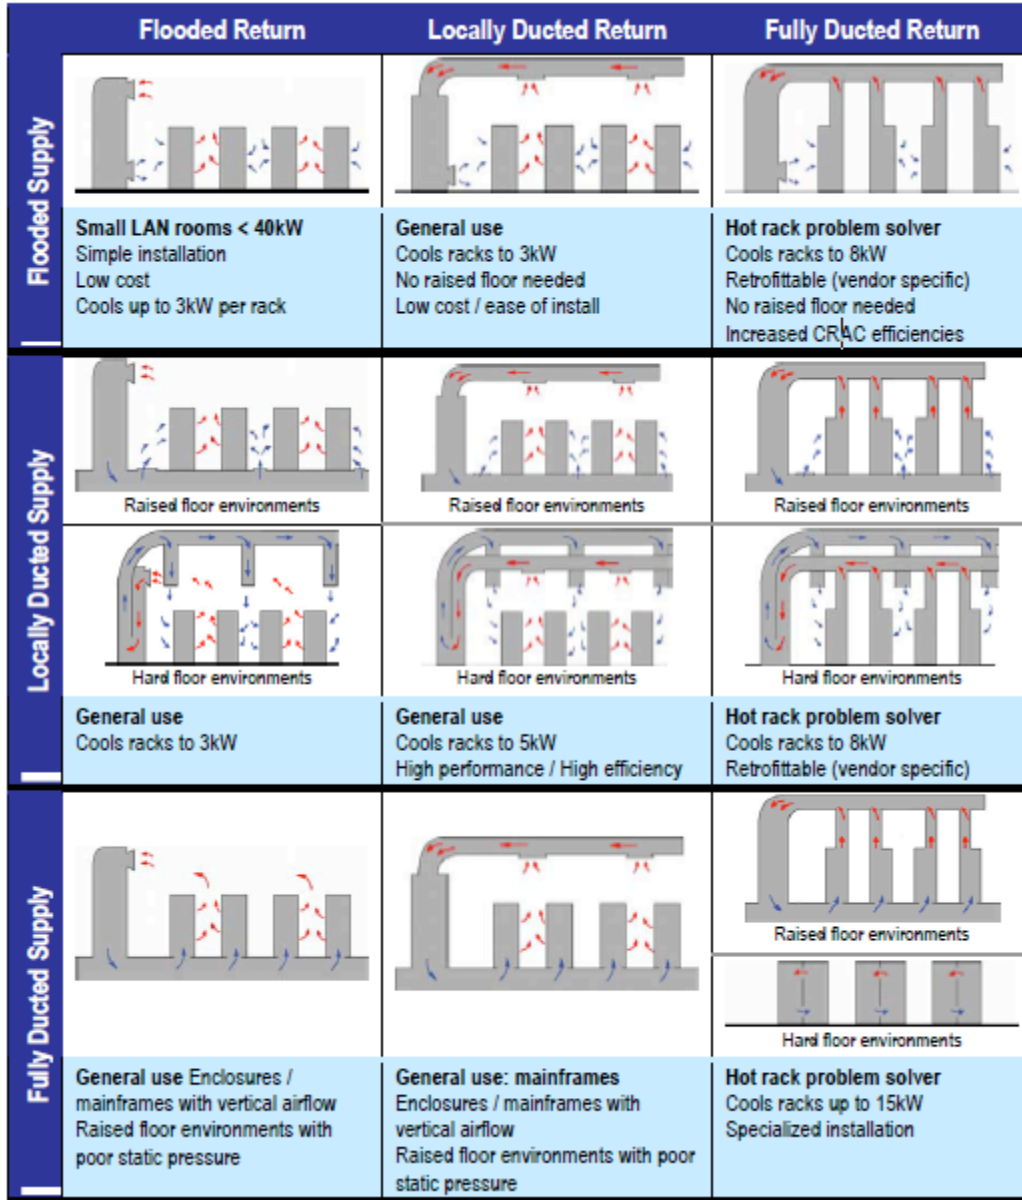 Flooded Return
Locally Ducted Return
Fully Ducted Return
Flooded Supply
Small LAN rooms < 40kW
Simple installation
Low cost
Cools up to 3kW per rack
General use
Cools racks to 3kW
No raised floor needed
Low cost / ease of install
Hot rack problem solver
Cools racks to 8kW
Retrofittable (vendor specific)
No raised floor needed
Increased CRAC efficiencies
Locally Ducted Supply
Raised floor environments
Raised floor environments
Raised floor environments
Hard floor environments
Hard floor environments
Hard floor environments
General use
Cools racks to 3kW
General use
Cools racks to 5kW
High performance / High efficiency
Hot rack problem solver
Cools racks to 8kW
Retrofittable (vendor specific)
Fully Ducted Supply
Raised floor environments
Hard floor environments
General use Enclosures /
mainframes with vertical airflow
Raised floor environments with
poor static pressure
General use: mainframes
Enclosures / mainframes with
vertical airflow
Raised floor environments with poor
static pressure
Hot rack problem solver
Cools racks up to 15kW
Specialized installation